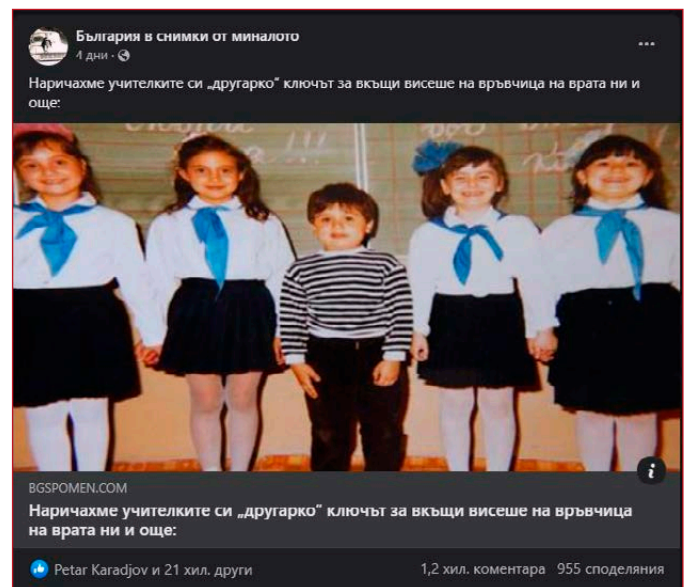 България в снимки от миналото
4 дни ·
Наричахме учителките си „другарко“ ключът за вкъщи висеше на връвчица на врата ни и
още:
BGSPOMEN.COM
Наричахме учителките си „другарко“ ключът за вкъщи висеше на връвчица
на врата ни и още:
Petar Karadjov и 21 хил. други
1,2 хил. коментара 955 споделяния